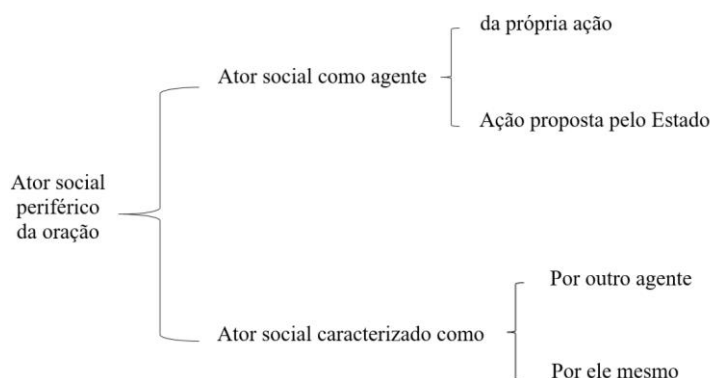 da própria ação
Ator social como agente
Ação proposta pelo Estado
Ator social
periférico
da oração
Por outro agente
Ator social caracterizado como
Por ele mesmo